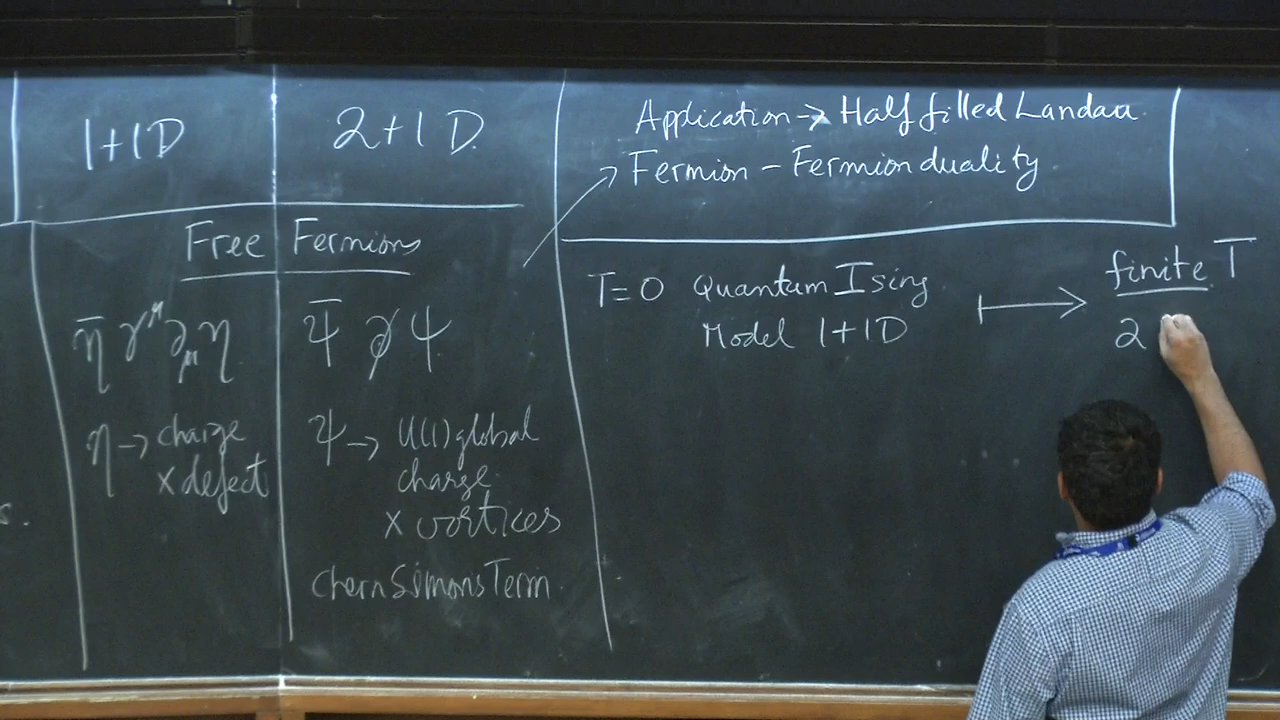 1+1D
2+1 D.
Free Fermions
η̄ γ^μ ∂_μ η
Ψ̄ ∂̸ Ψ
η → charge
x defect
s.
Ψ → U(1) global
charge
x vortices
Chern Simons Term.
Application → Half filled Landau.
Fermion - Fermion duality
T=0 Quantum Ising
Model 1+1D
finite T
2